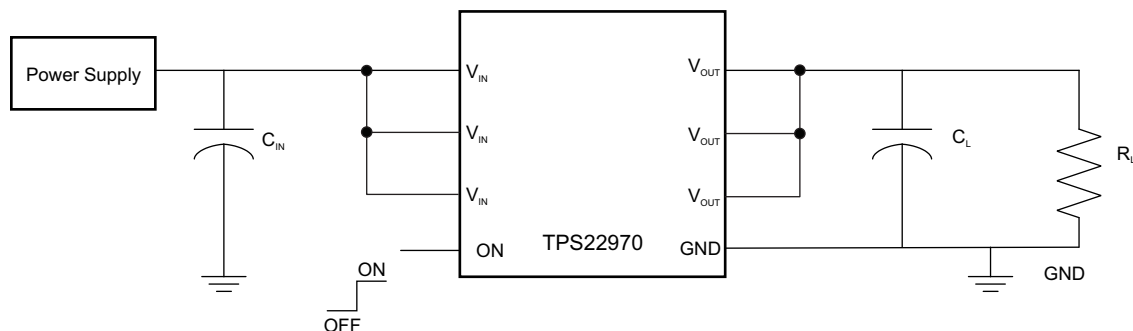 Power Supply
C_IN
V_IN
V_IN
V_IN
ON
ON
OFF
TPS22970
V_OUT
V_OUT
V_OUT
GND
C_L
R_L
GND